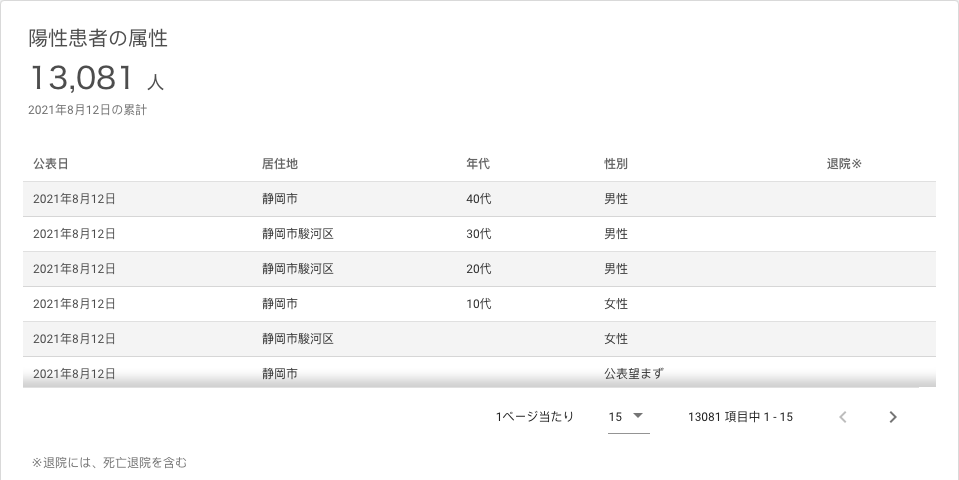 陽性患者の属性
13,081 人
2021年8月12日の累計
公表日 居住地 年代 性別 退院※
2021年8月12日 静岡市 40代 男性
2021年8月12日 静岡市駿河区 30代 男性
2021年8月12日 静岡市駿河区 20代 男性
2021年8月12日 静岡市 10代 女性
2021年8月12日 静岡市駿河区 女性
2021年8月12日 静岡市 公表望まず
1ページ当たり 15 13081 項目中 1 - 15
※退院には、死亡退院を含む